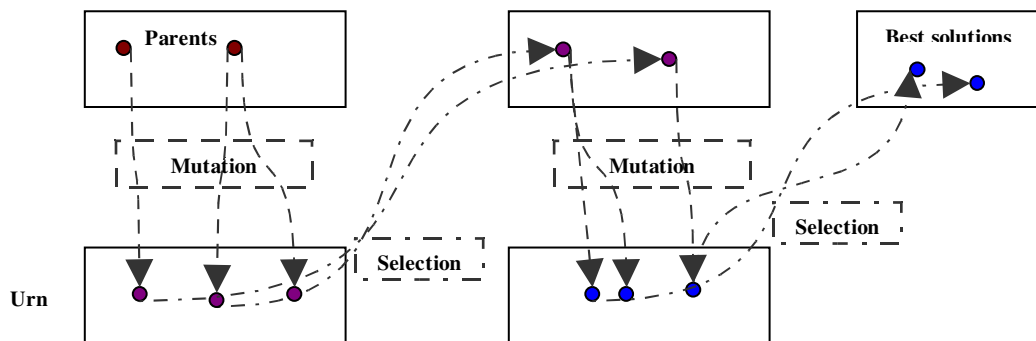 Parents
Best solutions
Mutation
Mutation
Selection
Selection
Urn